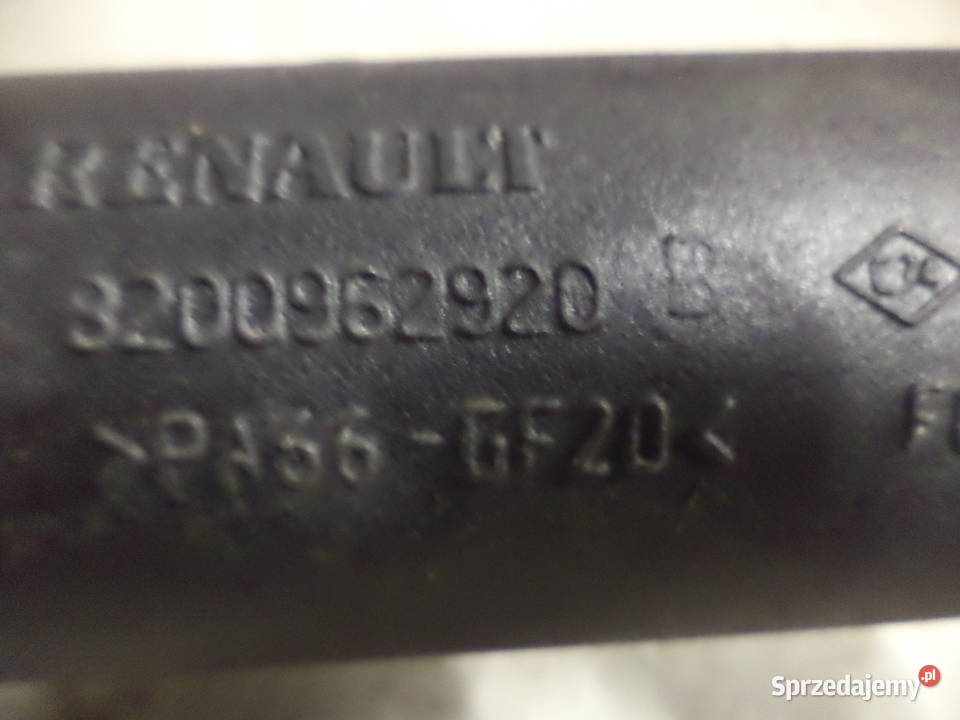 RENAULT
8200962920 B
>PA66-GF20<
Sprzedajemy.pl